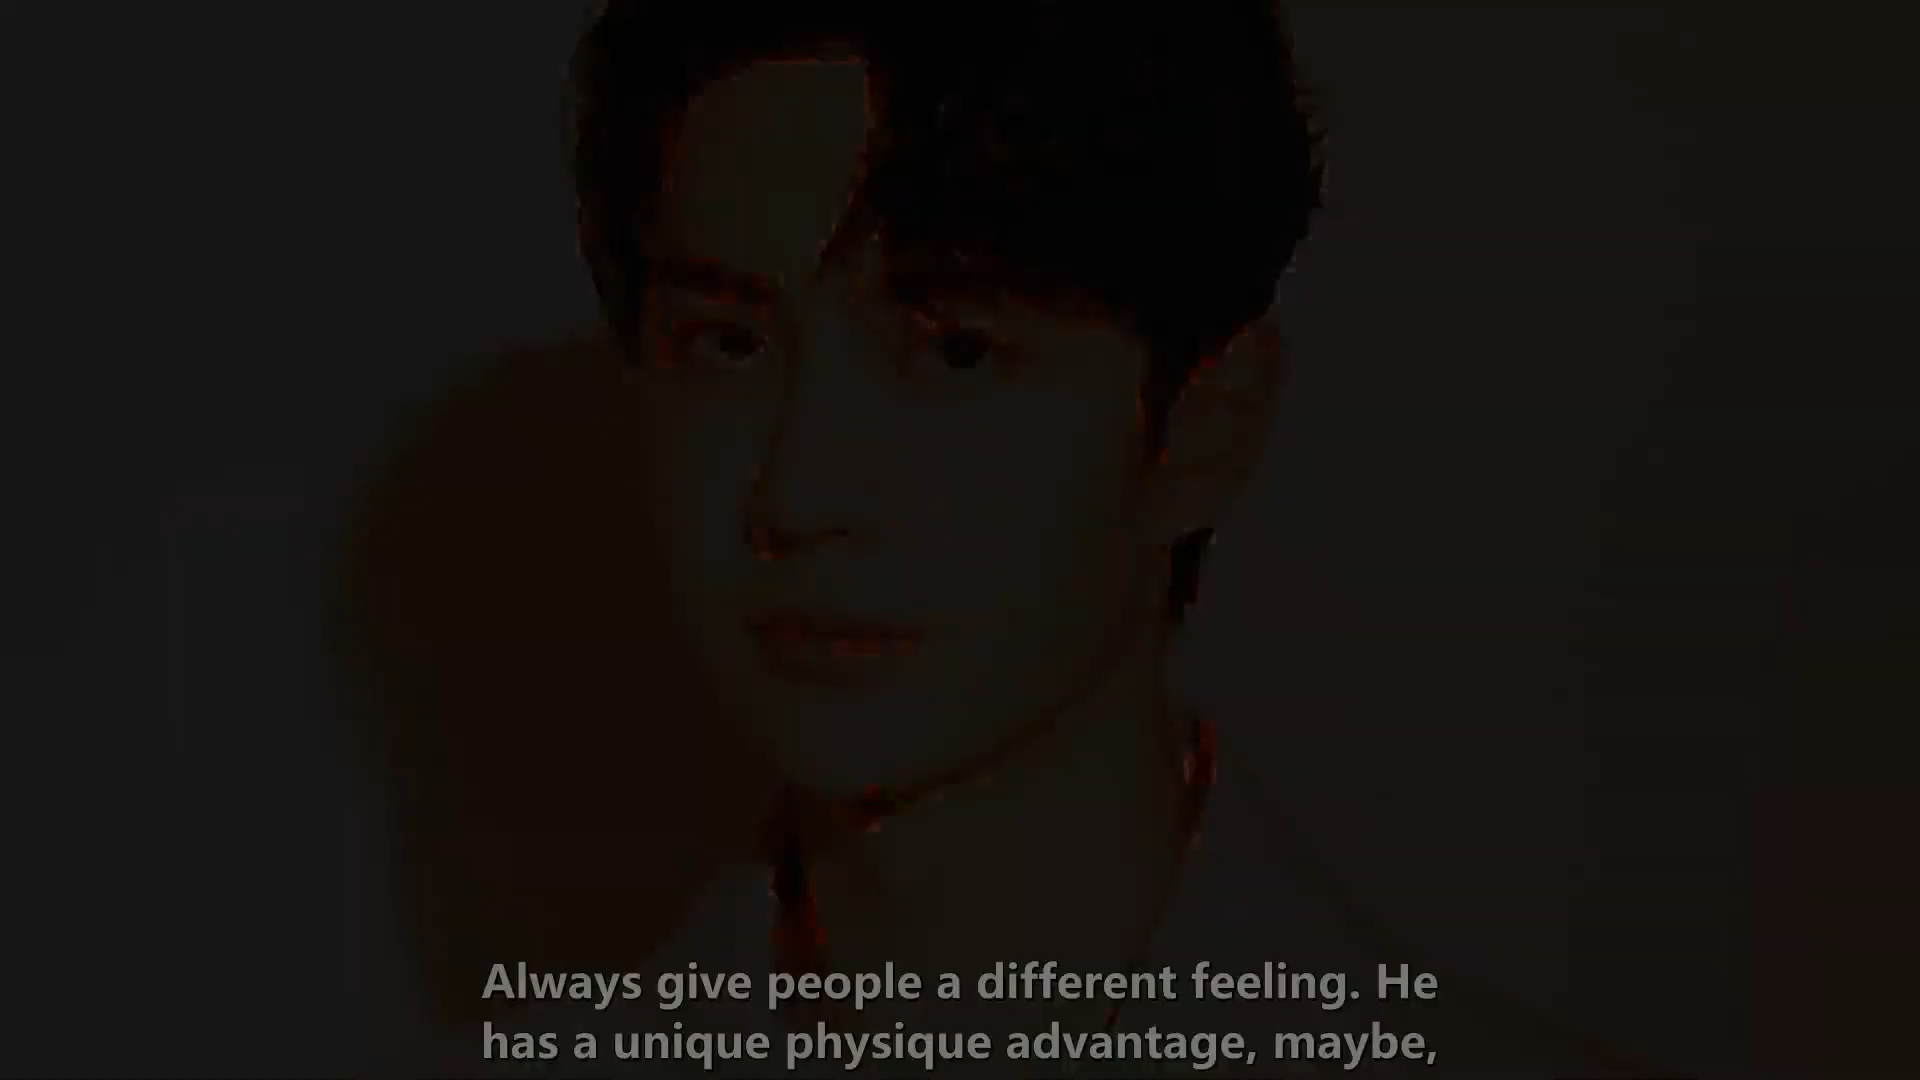 Always give people a different feeling. He
has a unique physique advantage, maybe,